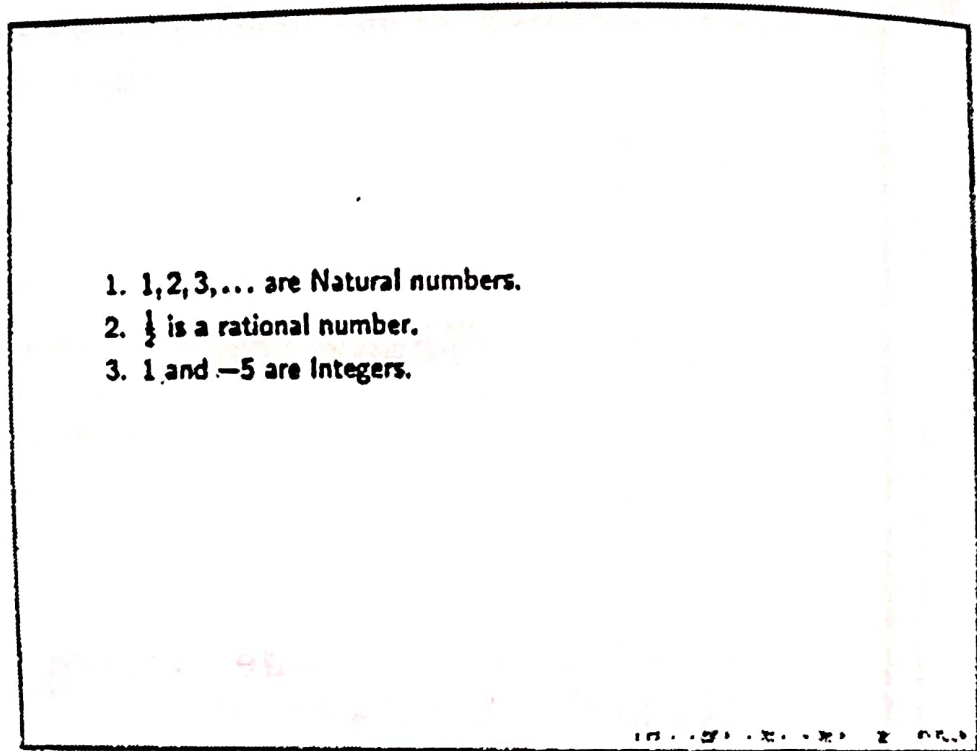 1. 1, 2, 3, ... are Natural numbers.
2. 1/2 is a rational number.
3. 1 and −5 are Integers.